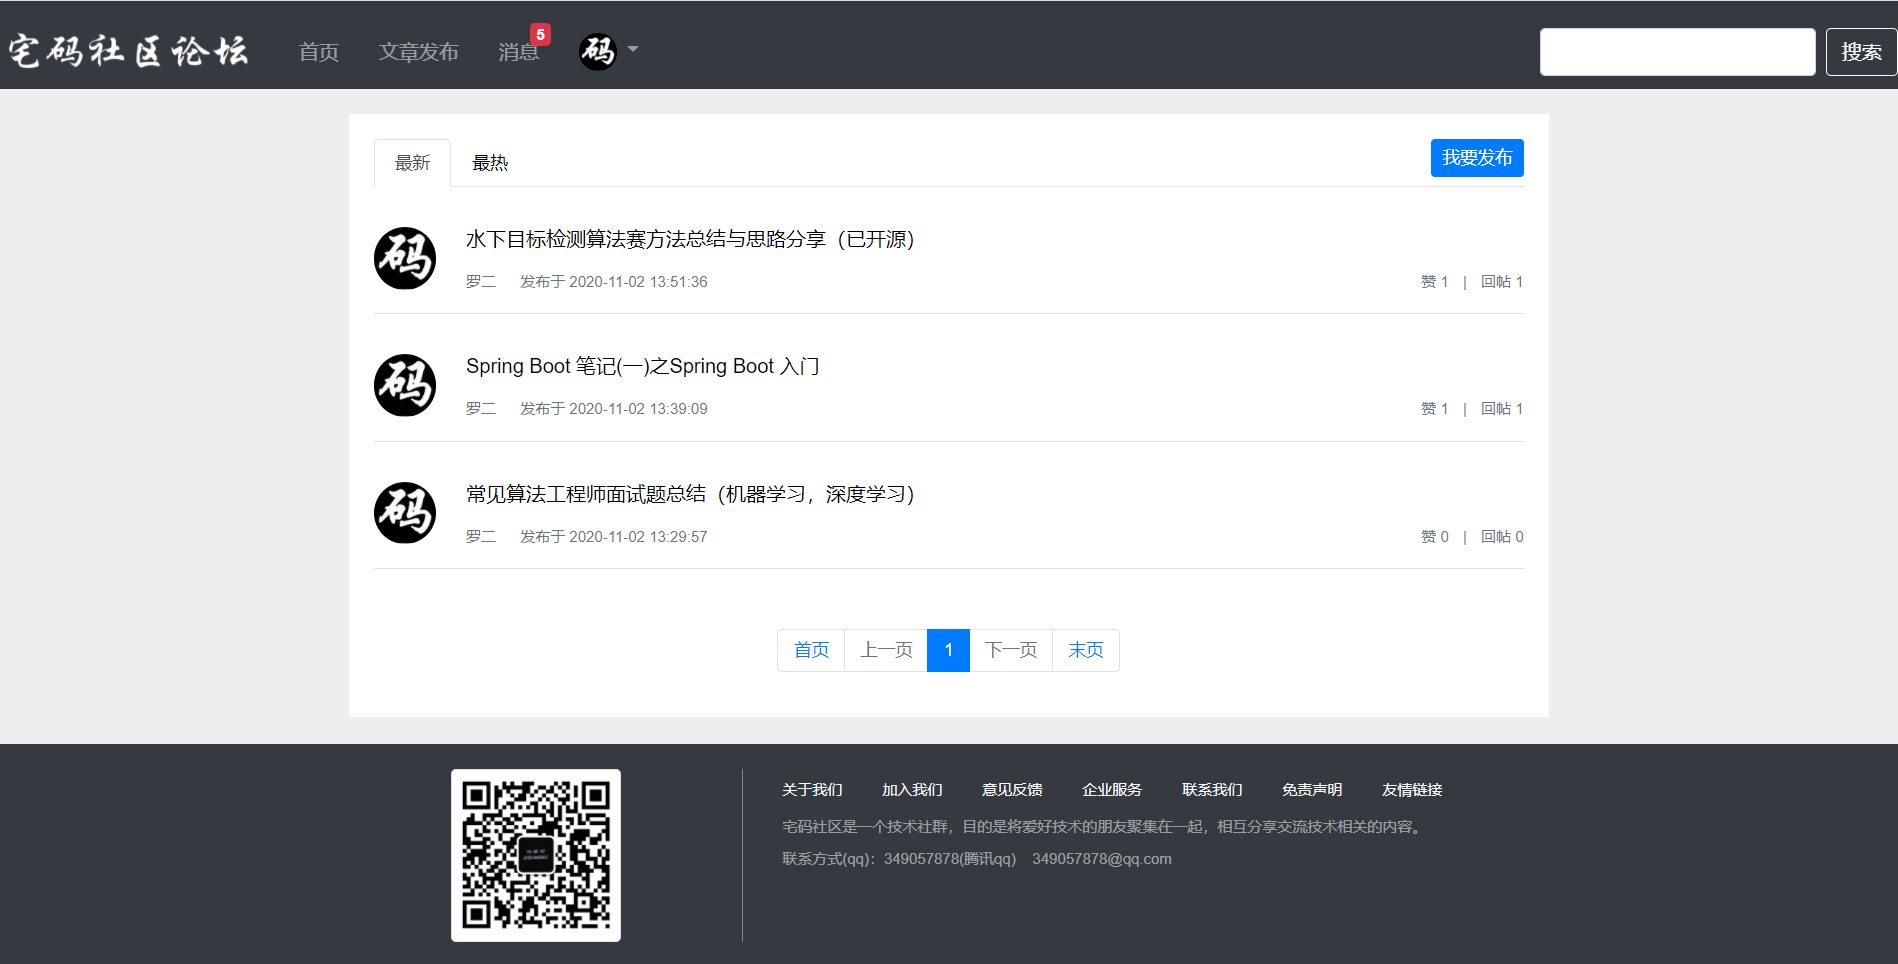 宅码社区论坛 首页 文章发布 消息 5 码 搜索
最新 最热 我要发布
码
水下目标检测算法赛方法总结与思路分享（已开源）
罗二 发布于 2020-11-02 13:51:36 赞 1 | 回帖 1
码
Spring Boot 笔记(一)之Spring Boot 入门
罗二 发布于 2020-11-02 13:39:09 赞 1 | 回帖 1
码
常见算法工程师面试题总结（机器学习，深度学习）
罗二 发布于 2020-11-02 13:29:57 赞 0 | 回帖 0
首页 上一页 1 下一页 末页
关于我们 加入我们 意见反馈 企业服务 联系我们 免责声明 友情链接
宅码社区是一个技术社群，目的是将爱好技术的朋友聚集在一起，相互分享交流技术相关的内容。
联系方式(qq)：349057878(腾讯qq) 349057878@qq.com